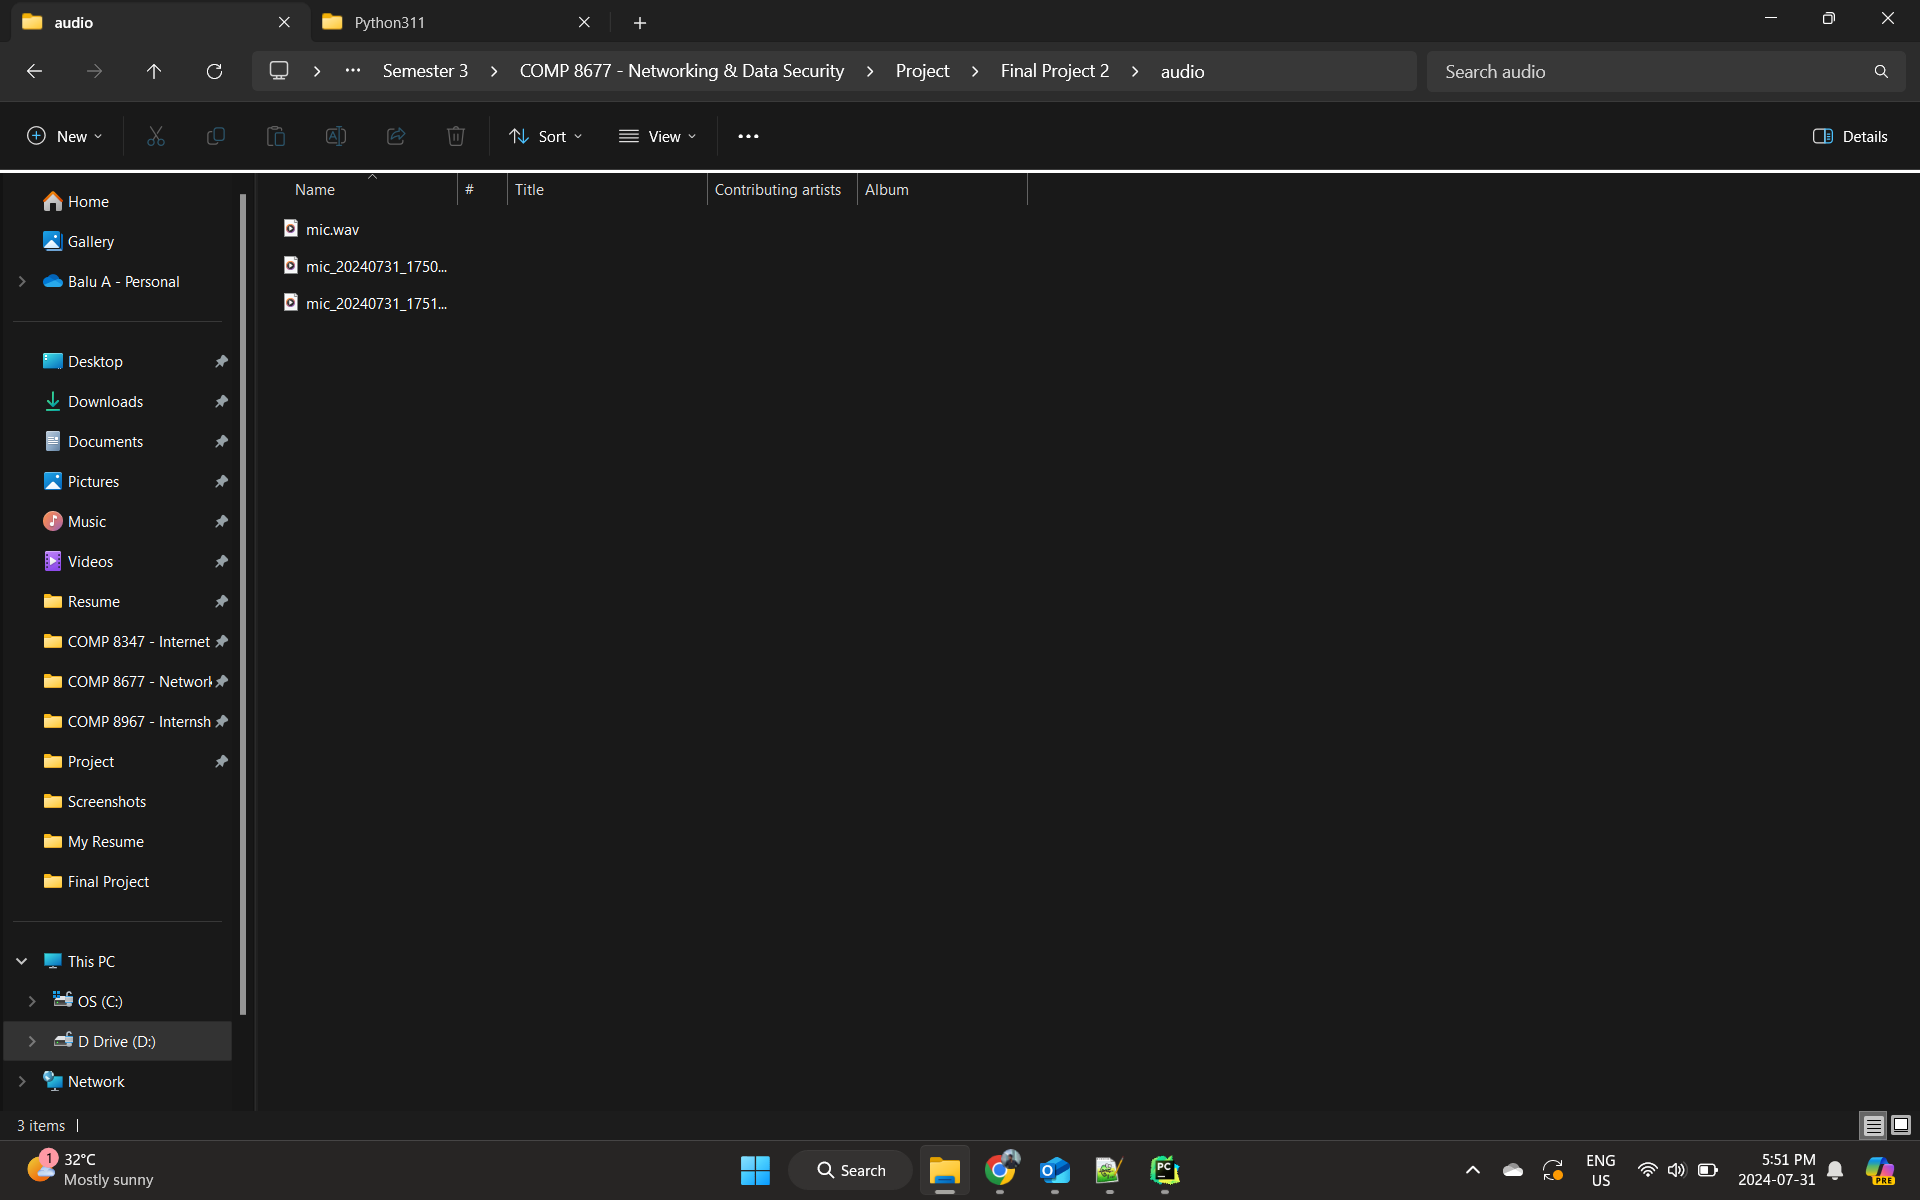 audio
Python311
Semester 3 > COMP 8677 - Networking & Data Security > Project > Final Project 2 > audio
Search audio
New
Sort
View
Details
Name # Title Contributing artists Album
mic.wav
mic_20240731_1750...
mic_20240731_1751...
Home
Gallery
Balu A - Personal
Desktop
Downloads
Documents
Pictures
Music
Videos
Resume
COMP 8347 - Internet
COMP 8677 - Network
COMP 8967 - Internsh
Project
Screenshots
My Resume
Final Project
This PC
OS (C:)
D Drive (D:)
Network
3 items
1
32°C
Mostly sunny
Search
PC
PRE
ENG
US
5:51 PM
2024-07-31